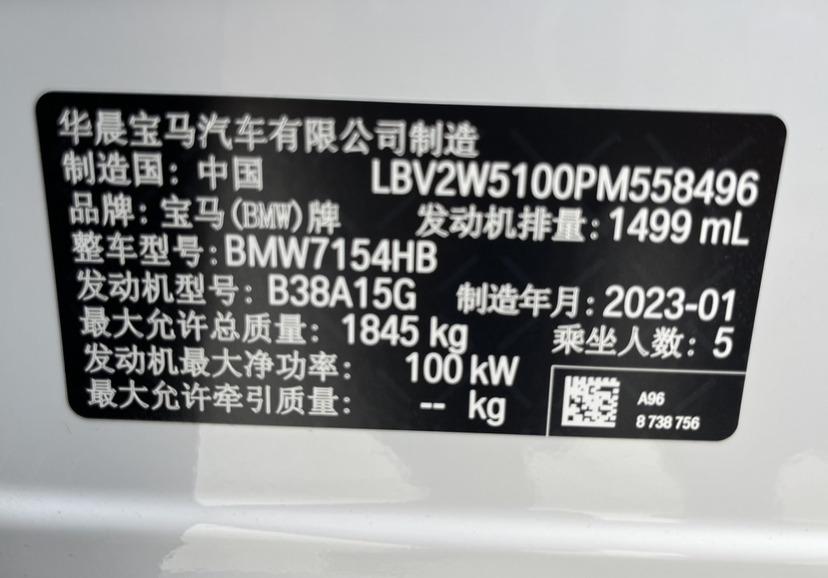 华晨宝马汽车有限公司制造
制造国：中国 LBV2W5100PM558496
品牌：宝马(BMW)牌 发动机排量：1499 mL
整车型号：BMW7154HB
发动机型号：B38A15G 制造年月：2023-01
最大允许总质量：1845 kg 乘坐人数：5
发动机最大净功率：100 kW
最大允许牵引质量：-- kg
A96
8 738 756